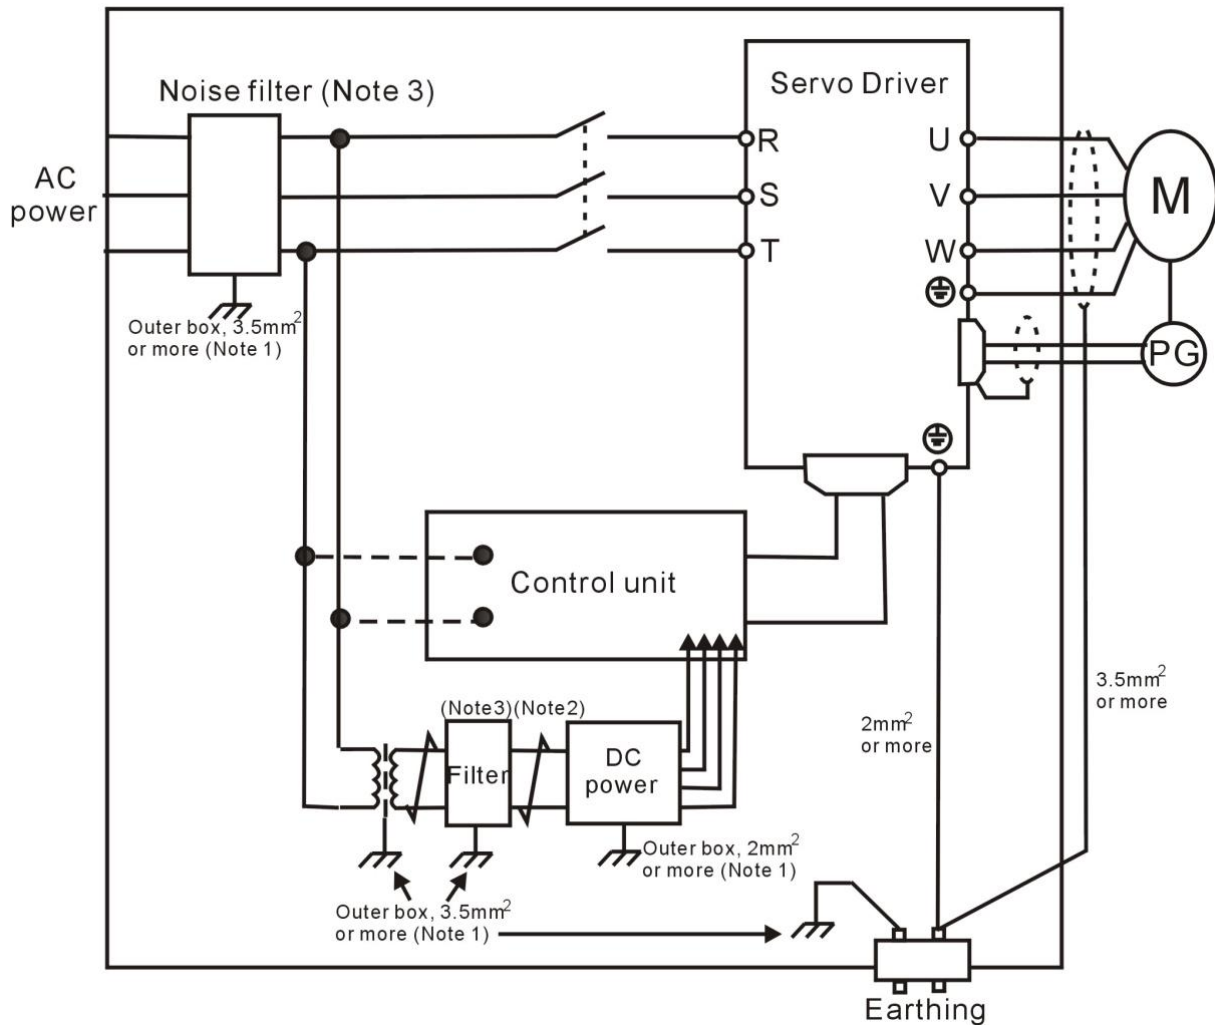 Noise filter (Note 3)
Servo Driver
AC
power
R
S
T
U
V
W
M
PG
Outer box, 3.5mm²
or more (Note 1)
Control unit
(Note3)(Note2)
Filter
DC
power
2mm²
or more
3.5mm²
or more
Outer box, 2mm²
or more (Note 1)
Outer box, 3.5mm²
or more (Note 1)
Earthing